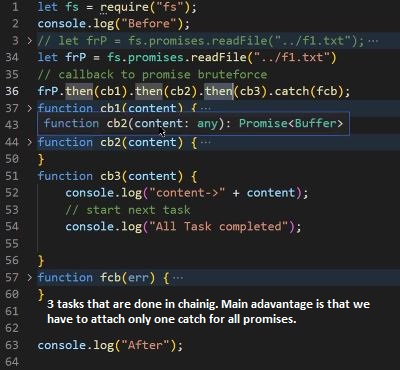 1 let fs = require("fs");
2 console.log("Before");
3 > // let frP = fs.promises.readFile("../f1.txt"); ···
34 let frP = fs.promises.readFile("../f1.txt")
35 // callback to promise bruteforce
36 frP.then(cb1).then(cb2).then(cb3).catch(fcb);
37 > function cb1(content) { ···
43 function cb2(content: any): Promise<Buffer>
44 > function cb2(content) { ···
50 }
51 function cb3(content) {
52 console.log("content->" + content);
53 // start next task
54 console.log("All Task completed");
55
56 }
57 > function fcb(err) { ···
60 }
61 3 tasks that are done in chainig. Main adavantage is that we
62 have to attach only one catch for all promises.
63 console.log("After");
64